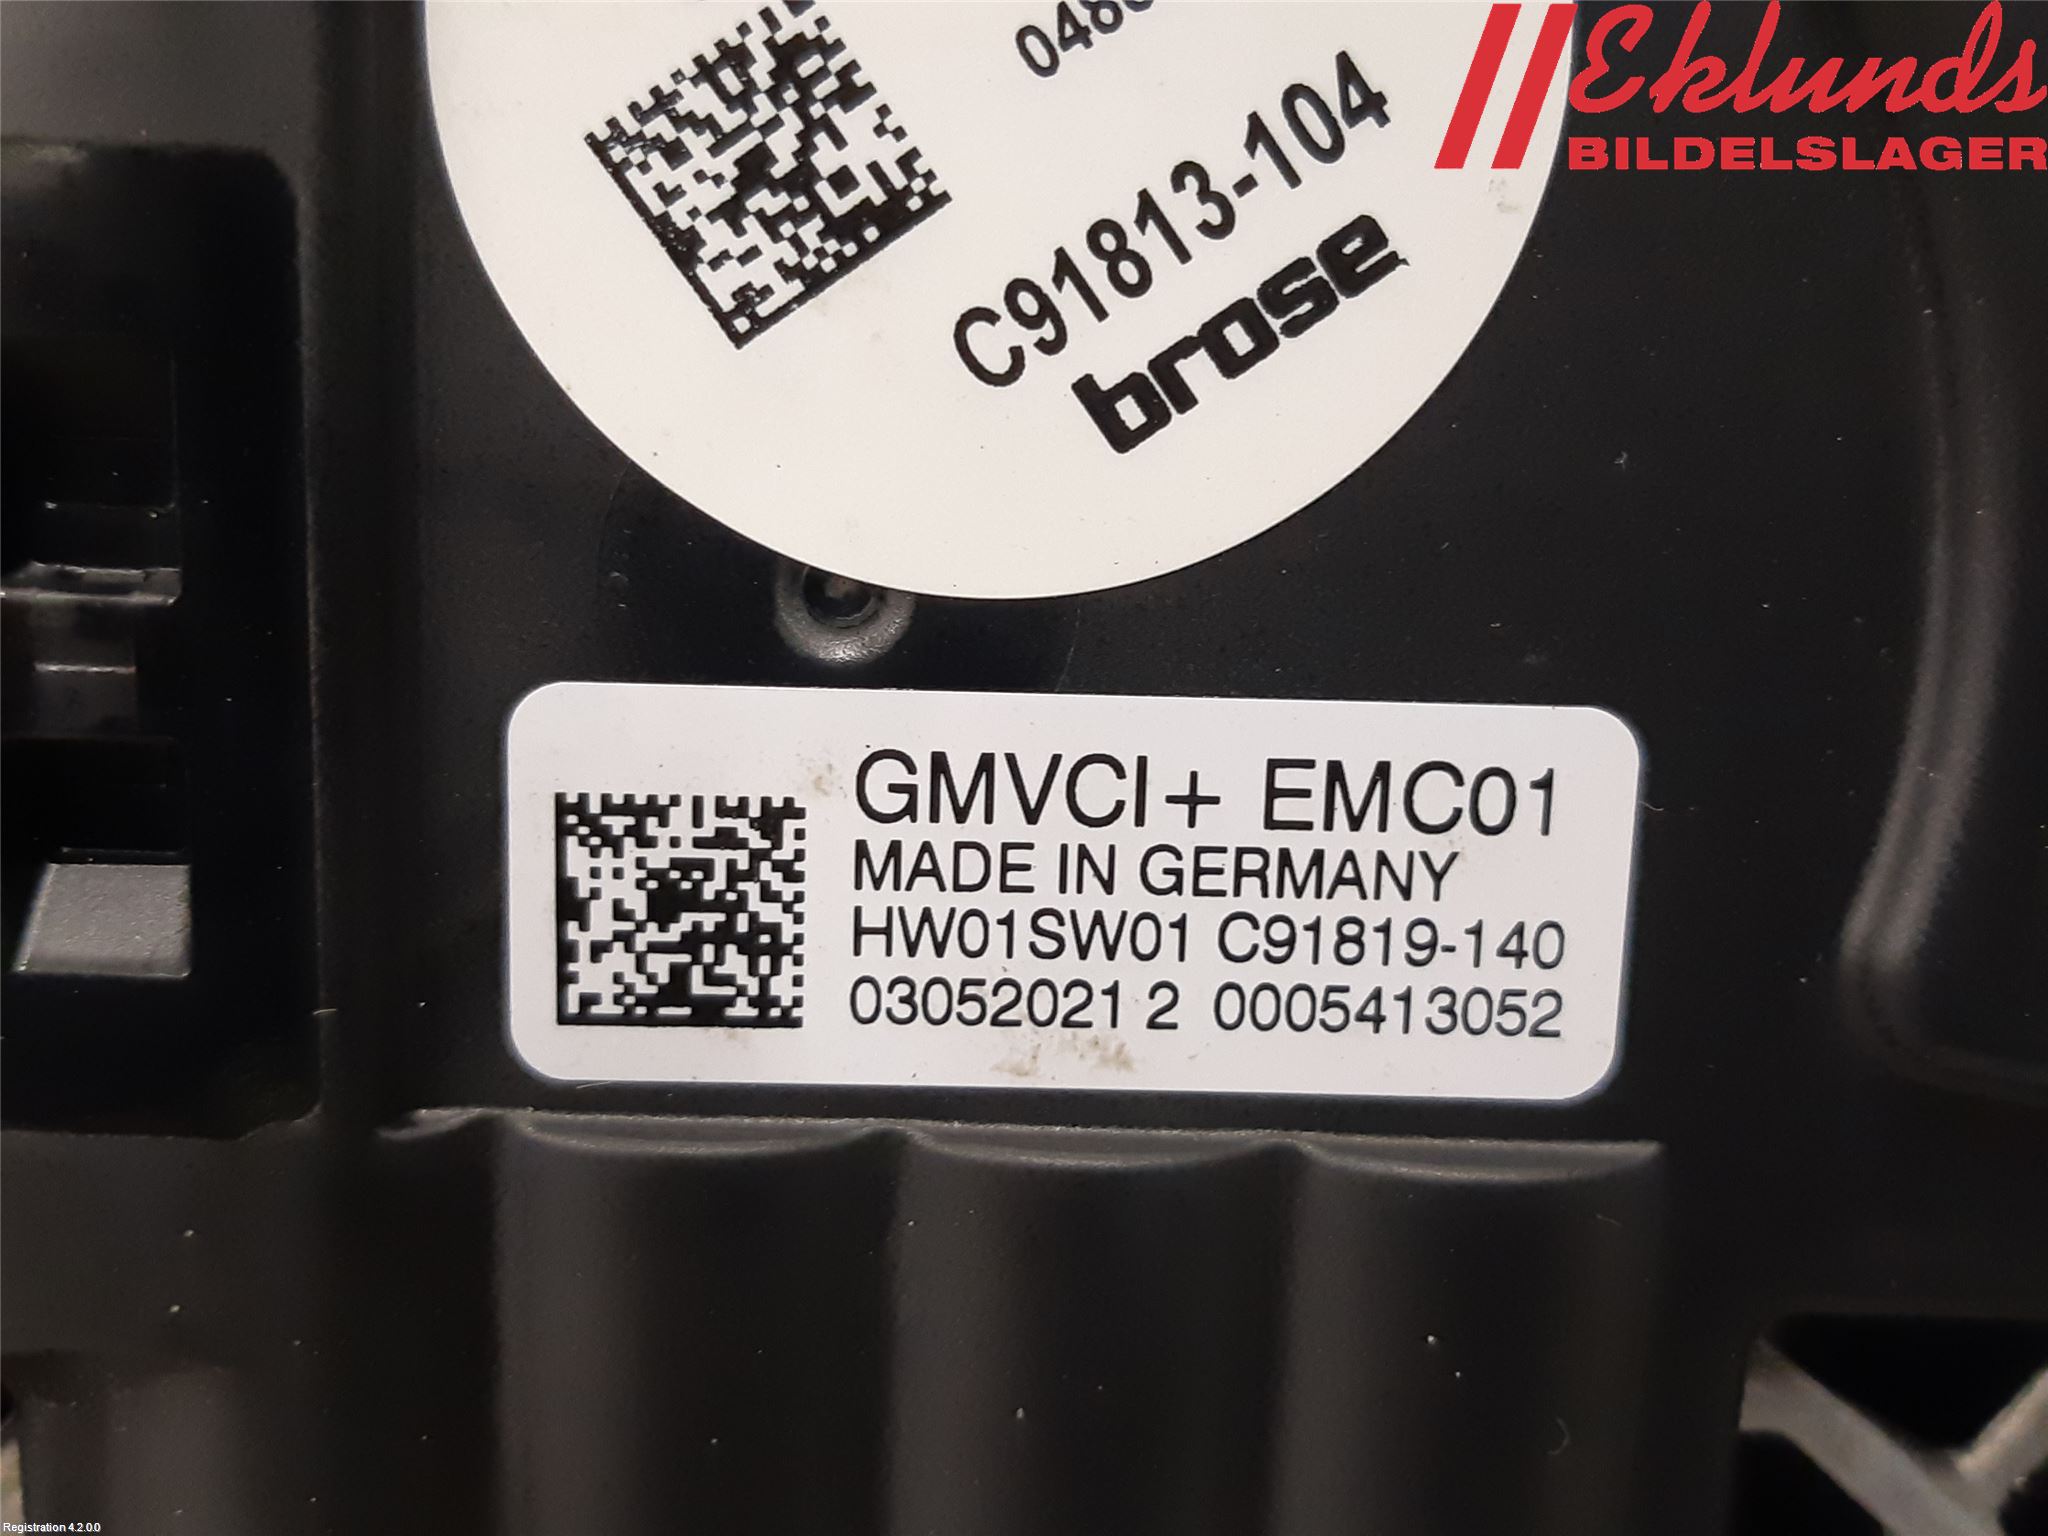 Eklunds
BILDELSLAGER
C91813-104
brose
GMVCI+ EMC01
MADE IN GERMANY
HW01SW01 C91819-140
03052021 2 0005413052
Registration 4.2.0.0